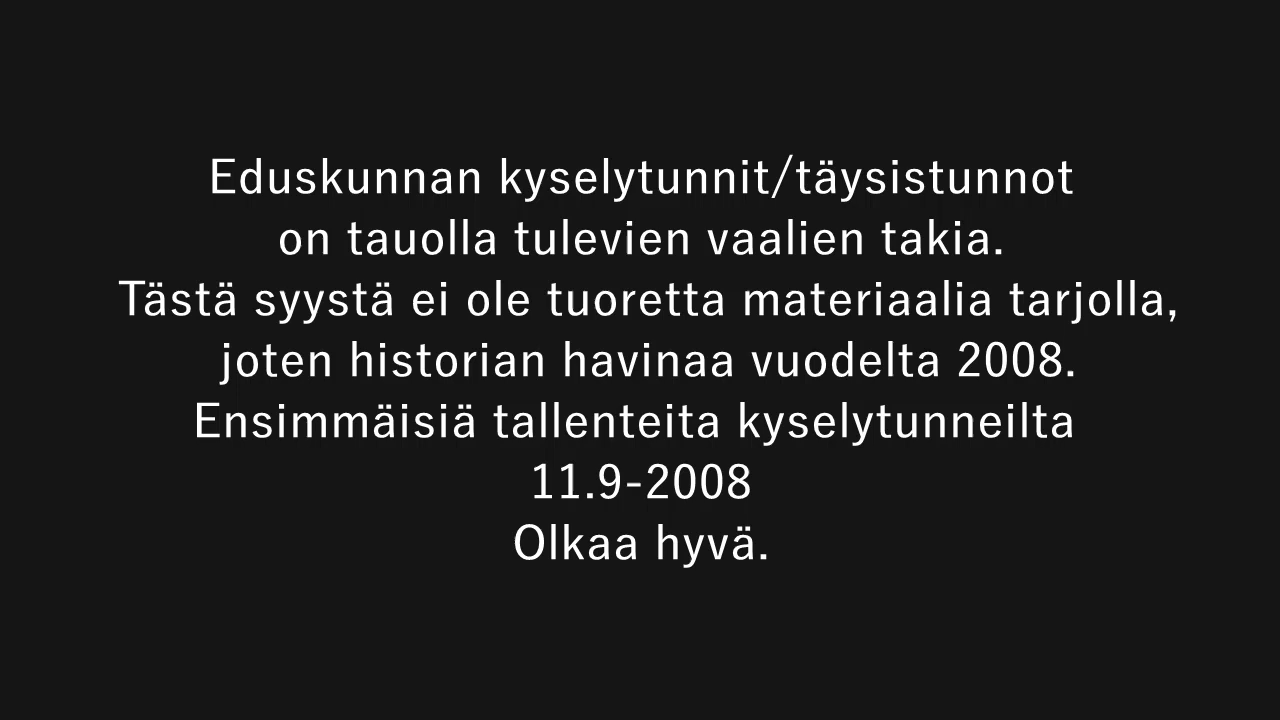 Eduskunnan kyselytunnit/täysistunnot
on tauolla tulevien vaalien takia.
Tästä syystä ei ole tuoretta materiaalia tarjolla,
joten historian havinaa vuodelta 2008.
Ensimmäisiä tallenteita kyselytunneilta
11.9-2008
Olkaa hyvä.